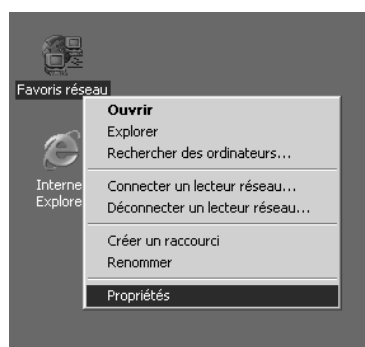 Favoris réseau
Ouvrir
Explorer
Rechercher des ordinateurs...
Interne
Explore
Connecter un lecteur réseau...
Déconnecter un lecteur réseau...
Créer un raccourci
Renommer
Propriétés